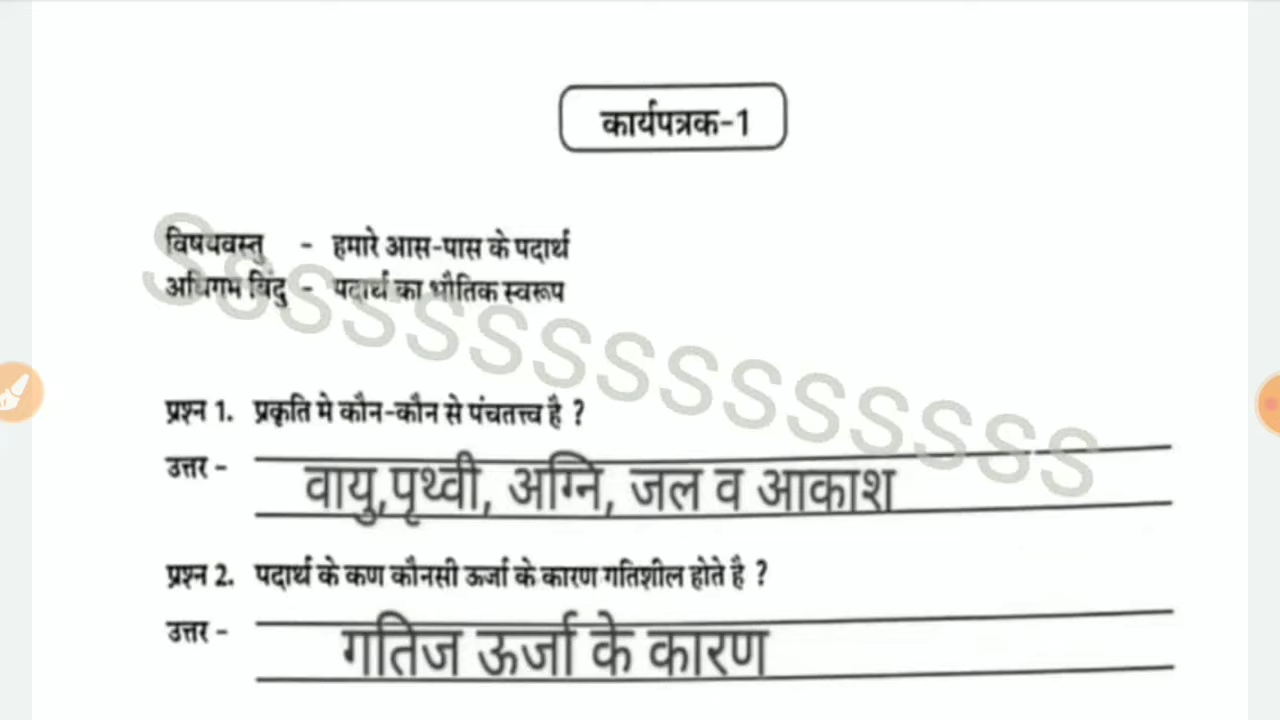 कार्यपत्रक-1
विषयवस्तु - हमारे आस-पास के पदार्थ
अधिगम बिंदु - पदार्थ का भौतिक स्वरूप
SSSSSSSSSSSSSSS
प्रश्न 1. प्रकृति मे कौन-कौन से पंचतत्त्व है ?
उत्तर - वायु,पृथ्वी, अग्नि, जल व आकाश
प्रश्न 2. पदार्थ के कण कौनसी ऊर्जा के कारण गतिशील होते है ?
उत्तर - गतिज ऊर्जा के कारण